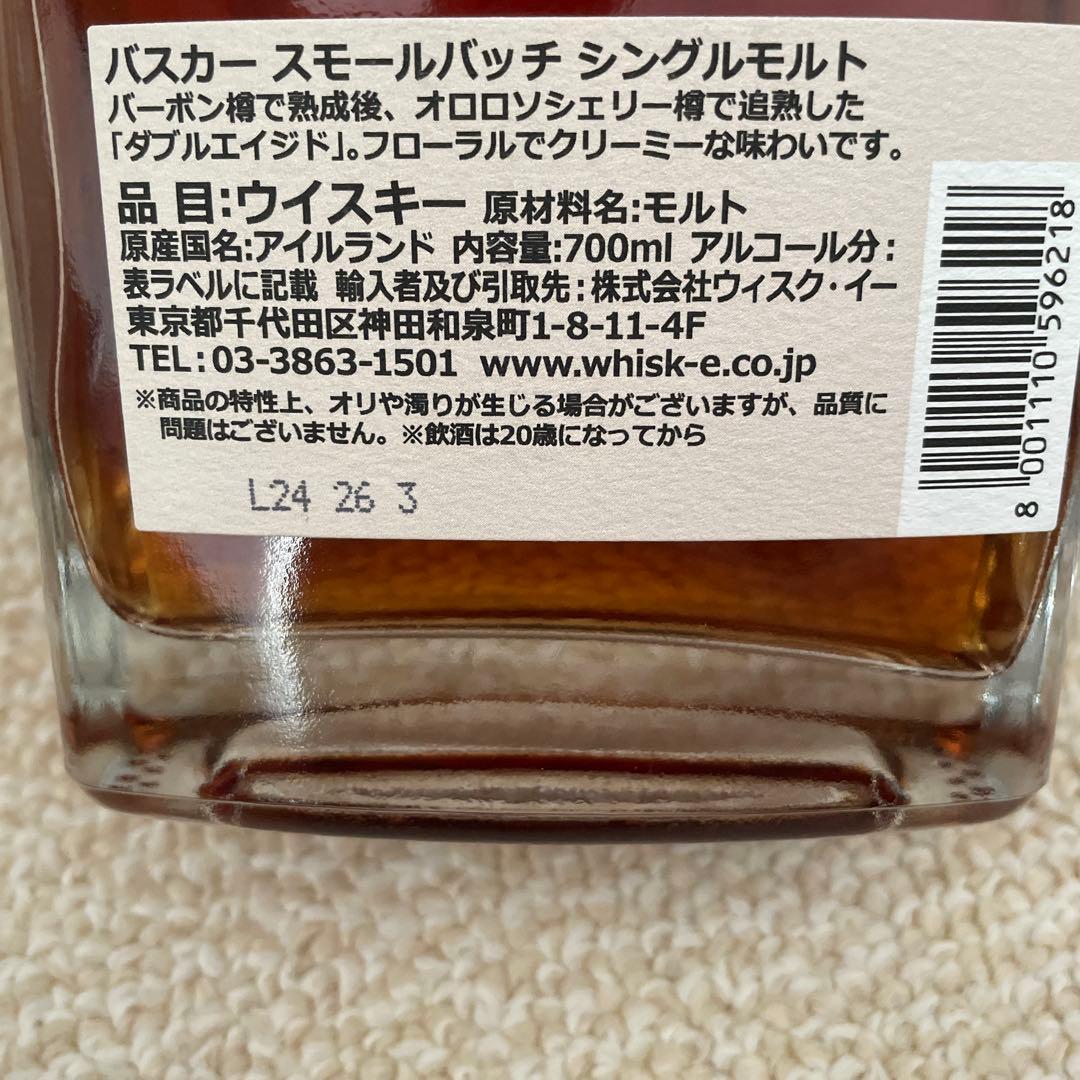 バスカー スモールバッチ シングルモルト
バーボン樽で熟成後、オロロソシェリー樽で追熟した
「ダブルエイジド」。フローラルでクリーミーな味わいです。
品 目:ウイスキー 原材料名:モルト
原産国名:アイルランド 内容量:700ml アルコール分:
表ラベルに記載 輸入者及び引取先:株式会社ウィスク・イー
東京都千代田区神田和泉町1-8-11-4F
TEL:03-3863-1501 www.whisk-e.co.jp
※商品の特性上、オリや濁りが生じる場合がございますが、品質に
問題はございません。※飲酒は20歳になってから
L24 26 3
8 001110 596218